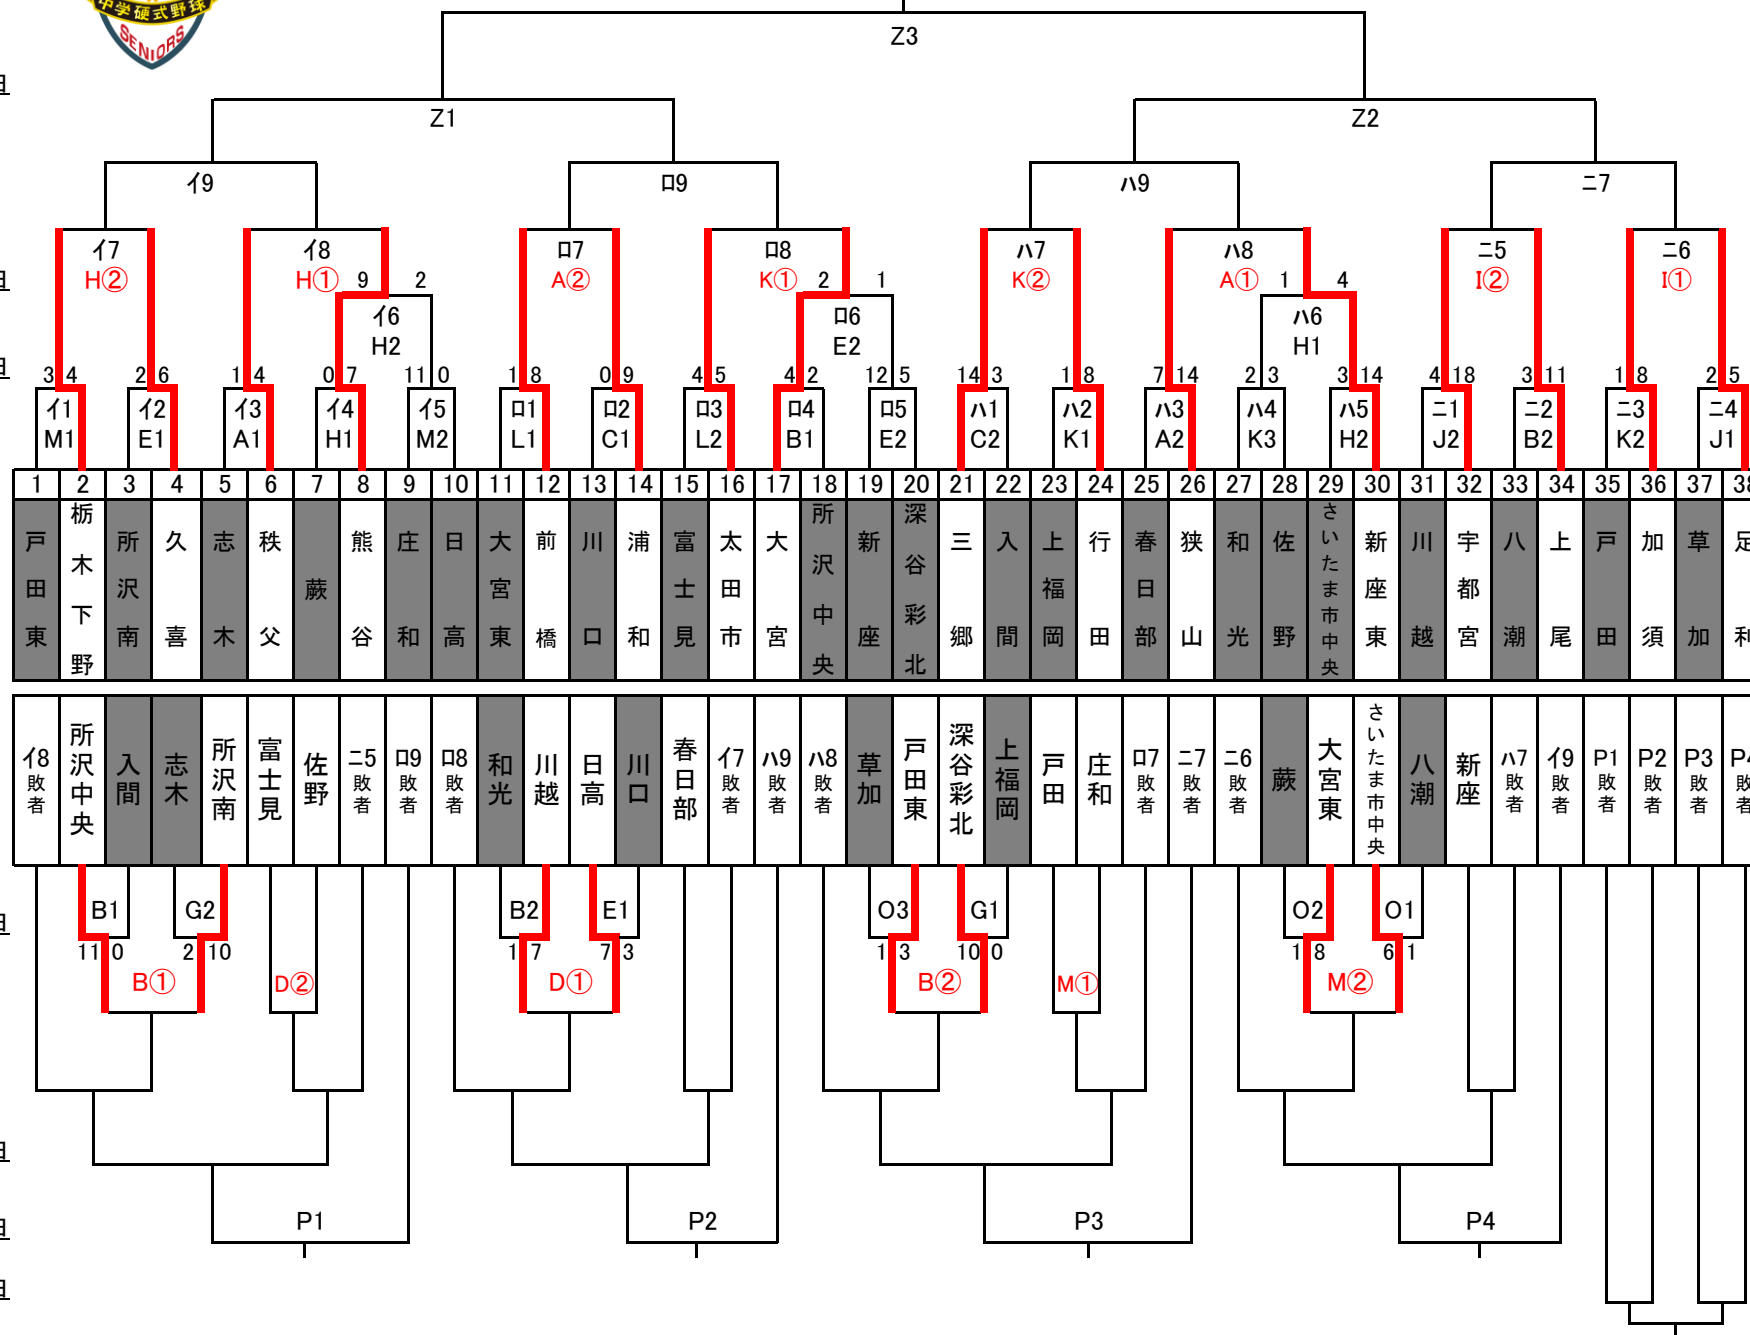 中学硬式野球
SENIORS
Z3
Z1 Z2
イ9 ロ9 ハ9 ニ7
イ7 イ8 ロ7 ロ8 ハ7 ハ8 ニ5 ニ6
H② H① 9 2 A② K① 2 1 K② A① 1 4 I② I①
イ6 ロ6 ハ6
H2 E2 H1
3 4 2 6 1 4 0 7 11 0 1 8 0 9 4 5 4 2 12 5 14 3 1 8 7 14 2 3 3 14 4 18 3 11 1 8 2 5
イ1 イ2 イ3 イ4 イ5 ロ1 ロ2 ロ3 ロ4 ロ5 ハ1 ハ2 ハ3 ハ4 ハ5 ニ1 ニ2 ニ3 ニ4
M1 E1 A1 H1 M2 L1 C1 L2 B1 E2 C2 K1 A2 K3 H2 J2 B2 K2 J1
1 2 3 4 5 6 7 8 9 10 11 12 13 14 15 16 17 18 19 20 21 22 23 24 25 26 27 28 29 30 31 32 33 34 35 36 37 38
戸田東
栃木下野
所沢南
久喜
志木
秩父
蕨
熊谷
庄和
日高
大宮東
前橋
川口
浦和
富士見
太田市
大宮
所沢中央
新座
深谷彩北
三郷
入間
上福岡
行田
春日部
狭山
和光
佐野
さいたま市中央
新座東
川越
宇都宮
八潮
上尾
戸田
加須
草加
足利
イ8敗者
所沢中央
入間
志木
所沢南
富士見
佐野
ニ5敗者
ロ9敗者
ロ8敗者
和光
川越
日高
川口
春日部
イ7敗者
ハ9敗者
ハ8敗者
草加
戸田東
深谷彩北
上福岡
戸田
庄和
ロ7敗者
ニ7敗者
ニ6敗者
蕨
大宮東
さいたま市中央
八潮
新座
ハ7敗者
イ9敗者
P1敗者
P2敗者
P3敗者
P4敗者
B1 G2 B2 E1 O3 G1 O2 O1
11 0 2 10 1 7 7 3 1 3 10 0 1 8 6 1
B① D② D① B② M① M②
P1 P2 P3 P4